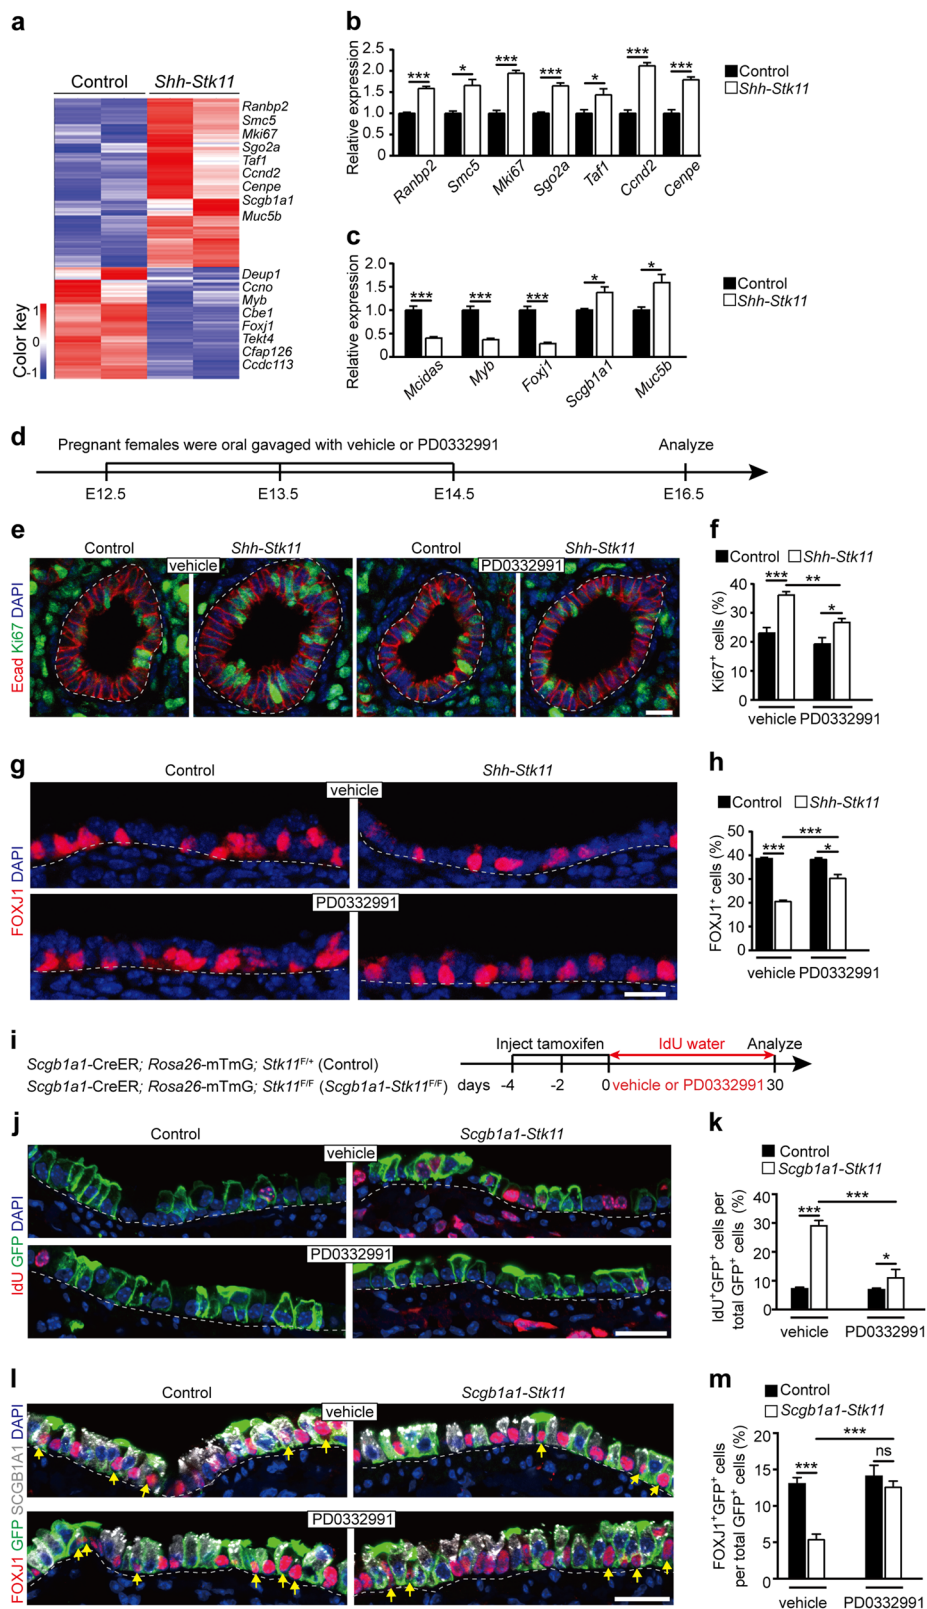 a
Control Shh-Stk11
Ranbp2
Smc5
Mki67
Sgo2a
Taf1
Ccnd2
Cenpe
Scgb1a1
Muc5b
Deup1
Ccno
Myb
Cbe1
Foxj1
Tekt4
Cfap126
Ccdc113
Color key
1
0
-1
b
Relative expression
2.5
2.0
1.5
1.0
0.5
0
*** * *** *** * *** ***
Ranbp2 Smc5 Mki67 Sgo2a Taf1 Ccnd2 Cenpe
Control
Shh-Stk11
c
Relative expression
2.0
1.5
1.0
0.5
0
*** *** *** * *
Mcidas Myb Foxj1 Scgb1a1 Muc5b
Control
Shh-Stk11
d
Pregnant females were oral gavaged with vehicle or PD0332991 Analyze
E12.5 E13.5 E14.5 E16.5
e
Control Shh-Stk11 Control Shh-Stk11
vehicle PD0332991
Ecad Ki67 DAPI
f
Control Shh-Stk11
Ki67+ cells (%)
40
30
20
10
0
*** ** *
vehicle PD0332991
g
Control Shh-Stk11
vehicle
PD0332991
FOXJ1 DAPI
h
Control Shh-Stk11
FOXJ1+ cells (%)
50
40
30
20
10
0
***
*** *
vehicle PD0332991
i
Scgb1a1-CreER; Rosa26-mTmG; Stk11F/+ (Control)
Scgb1a1-CreER; Rosa26-mTmG; Stk11F/F (Scgb1a1-Stk11F/F)
Inject tamoxifen IdU water Analyze
days -4 -2 0 vehicle or PD0332991 30
j
Control Scgb1a1-Stk11
vehicle
PD0332991
IdU GFP DAPI
k
Control
Scgb1a1-Stk11
IdU+GFP+ cells per
total GFP+ cells (%)
40
30
20
10
0
***
*** *
vehicle PD0332991
l
Control Scgb1a1-Stk11
vehicle
PD0332991
FOXJ1 GFP SCGB1A1 DAPI
m
Control
Scgb1a1-Stk11
FOXJ1+GFP+ cells
per total GFP+ cells (%)
20
15
10
5
0
***
*** ns
vehicle PD0332991